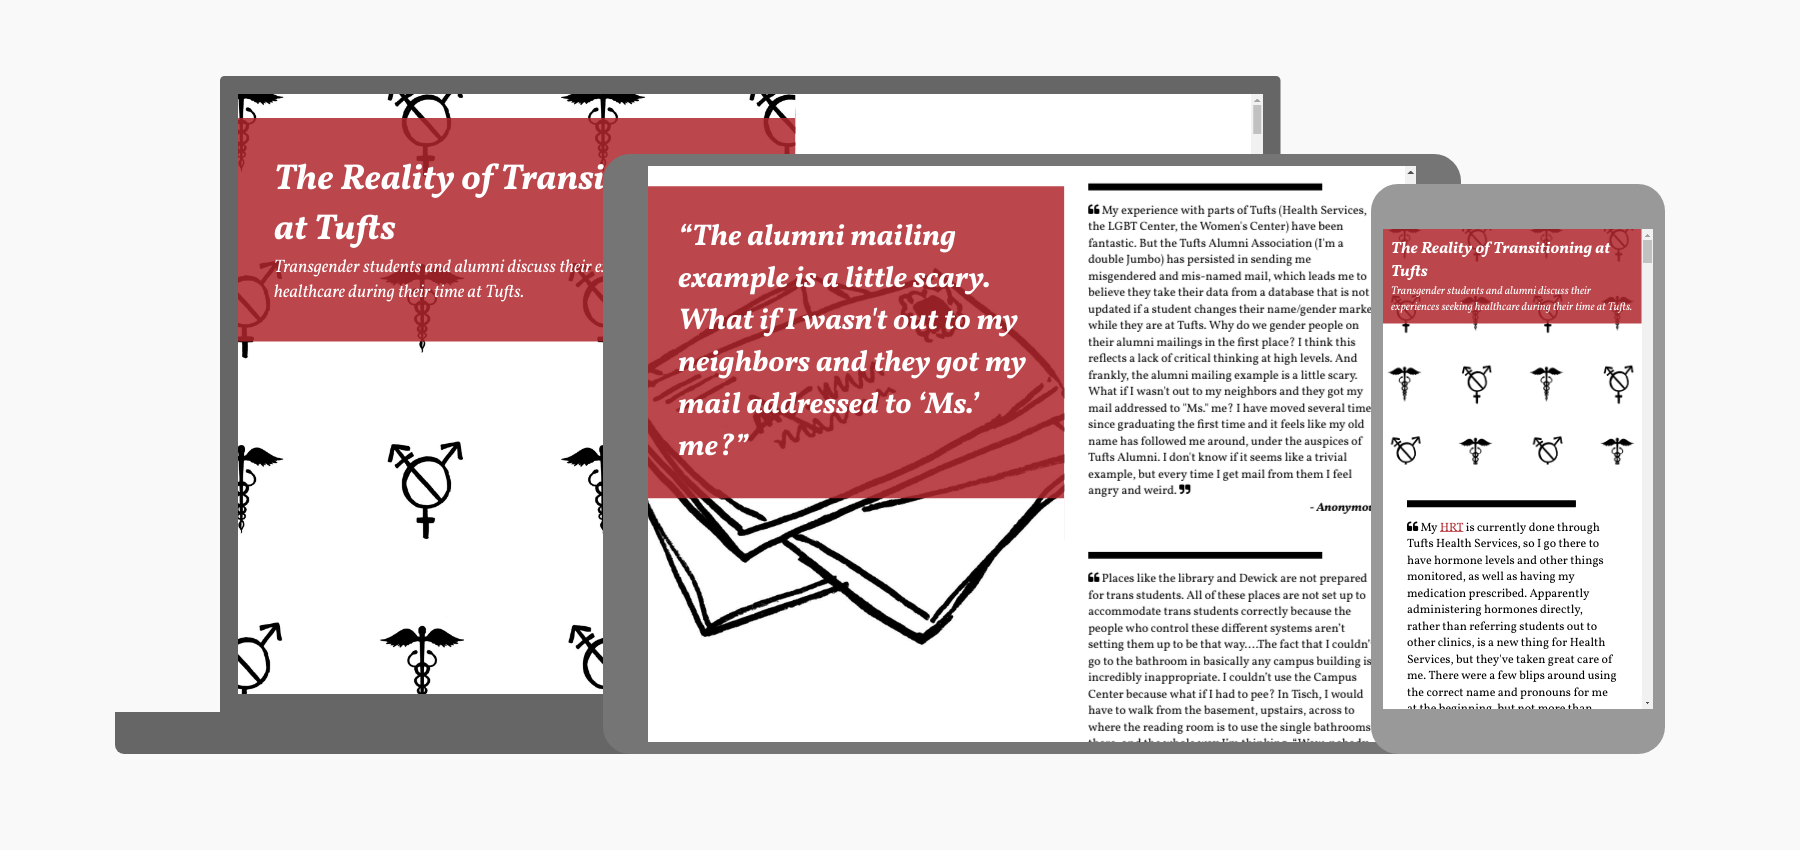 The Reality of Transi
at Tufts
Transgender students and alumni discuss their e
healthcare during their time at Tufts.
“The alumni mailing
example is a little scary.
What if I wasn't out to my
neighbors and they got my
mail addressed to ‘Ms.’
me?”
❝ My experience with parts of Tufts (Health Services,
the LGBT Center, the Women's Center) have been
fantastic. But the Tufts Alumni Association (I'm a
double Jumbo) has persisted in sending me
misgendered and mis-named mail, which leads me to
believe they take their data from a database that is not
updated if a student changes their name/gender marke
while they are at Tufts. Why do we gender people on
their alumni mailings in the first place? I think this
reflects a lack of critical thinking at high levels. And
frankly, the alumni mailing example is a little scary.
What if I wasn't out to my neighbors and they got my
mail addressed to "Ms." me? I have moved several time
since graduating the first time and it feels like my old
name has followed me around, under the auspices of
Tufts Alumni. I don't know if it seems like a trivial
example, but every time I get mail from them I feel
angry and weird. ❞
- Anonymou
❝ Places like the library and Dewick are not prepared
for trans students. All of these places are not set up to
accommodate trans students correctly because the
people who control these different systems aren’t
setting them up to be that way....The fact that I couldn’
go to the bathroom in basically any campus building is
incredibly inappropriate. I couldn’t use the Campus
Center because what if I had to pee? In Tisch, I would
have to walk from the basement, upstairs, across to
where the reading room is to use the single bathrooms
The Reality of Transitioning at
Tufts
Transgender students and alumni discuss their
experiences seeking healthcare during their time at Tufts.
❝ My HRT is currently done through
Tufts Health Services, so I go there to
have hormone levels and other things
monitored, as well as having my
medication prescribed. Apparently
administering hormones directly,
rather than referring students out to
other clinics, is a new thing for Health
Services, but they've taken great care of
me. There were a few blips around using
the correct name and pronouns for me
at the beginning, but not more than